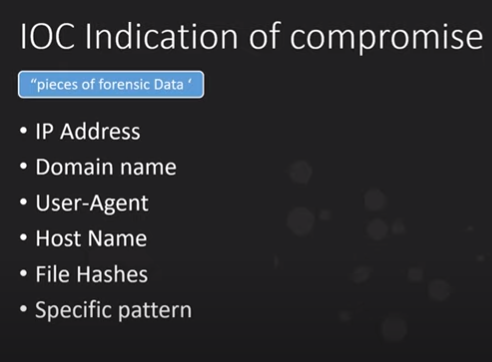 IOC Indication of compromise
“pieces of forensic Data ‘
• IP Address
• Domain name
• User-Agent
• Host Name
• File Hashes
• Specific pattern